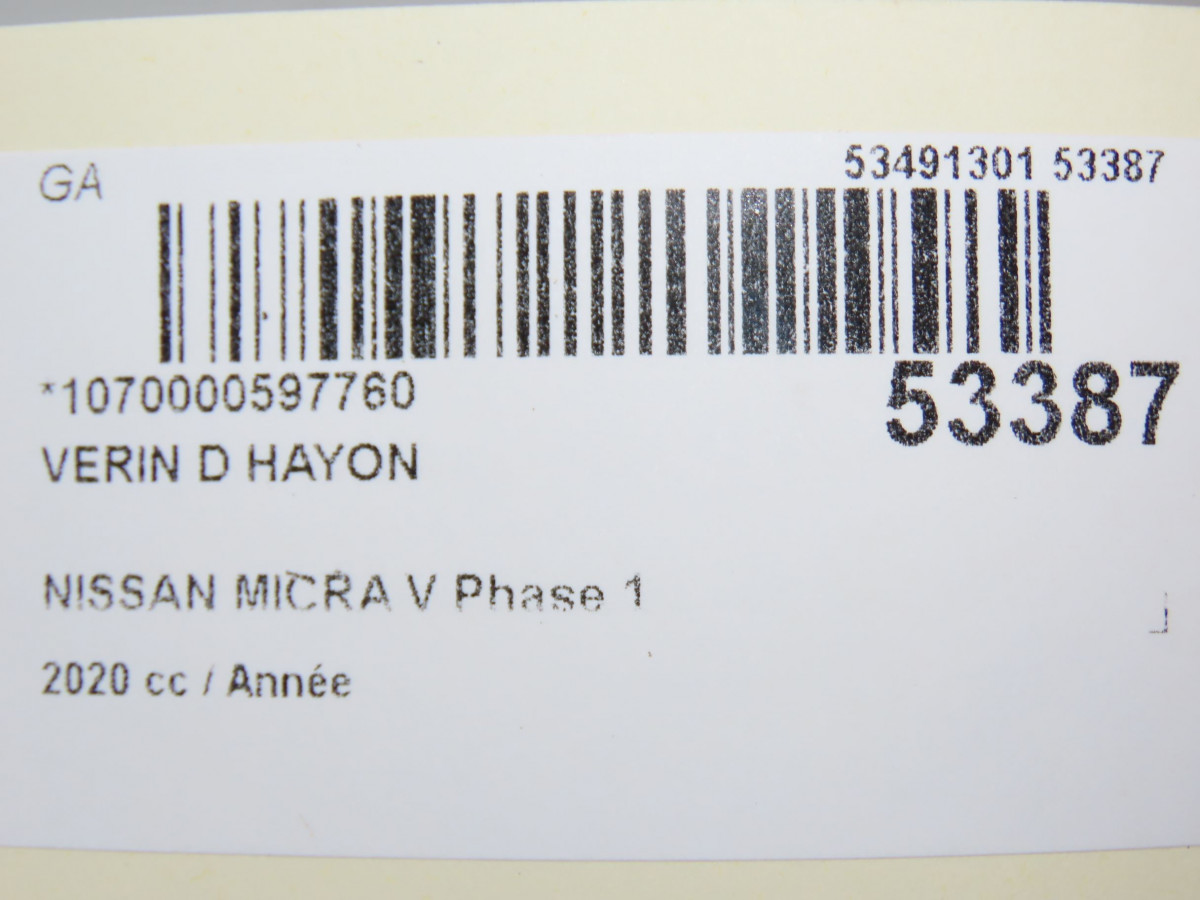 GA
53491301 53387
*1070000597760
53387
VERIN D HAYON
NISSAN MICRA V Phase 1
2020 cc / Année